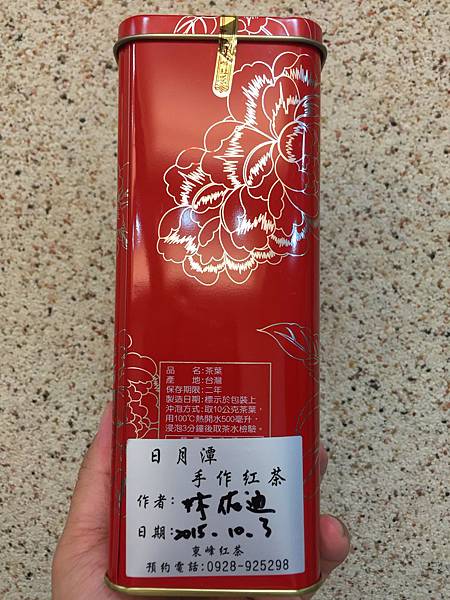 品　　名:茶葉
產　　地:台灣
保存期限:二年
製造日期:標示於包裝上
沖泡方式:取10公克茶葉，
用100℃熱開水500毫升，
浸泡3分鐘後取茶水檢驗。
日月潭
手作紅茶
作者:林佑迪
日期:2015.10.3
東峰紅茶
預約電話:0928-925298